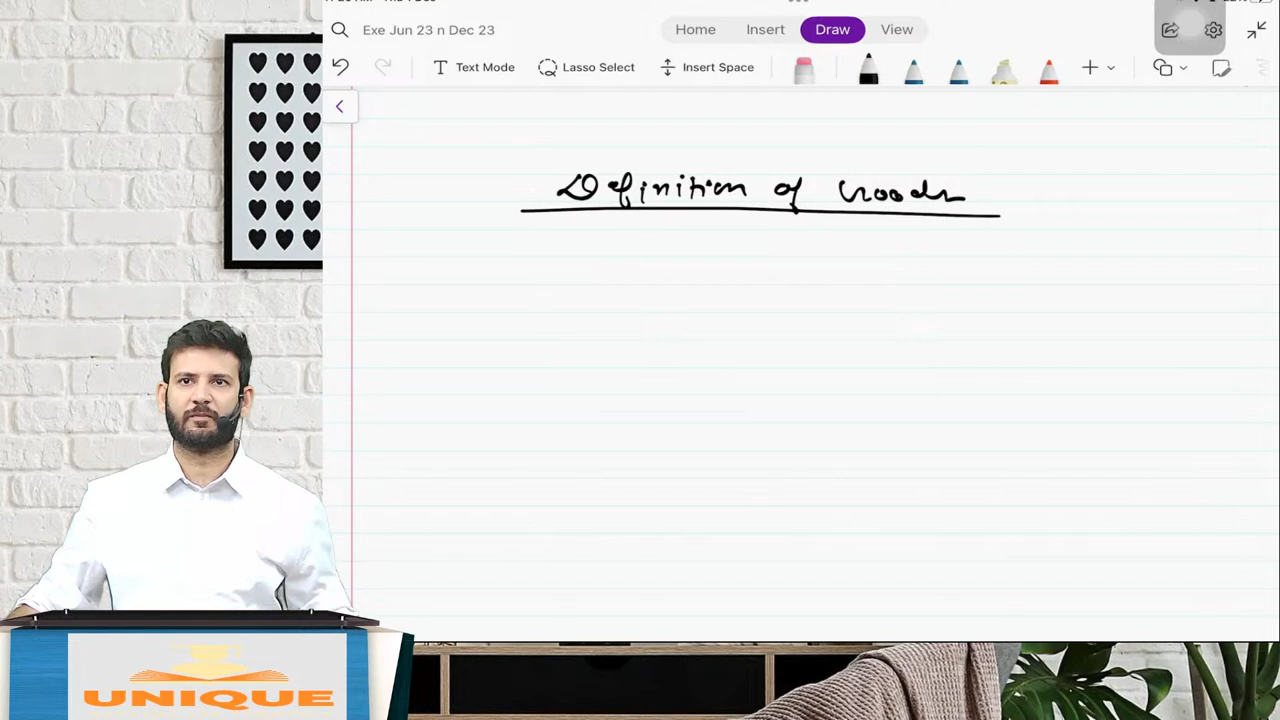 Exe Jun 23 n Dec 23
Home Insert Draw View
T Text Mode Lasso Select Insert Space
Definition of Goods
UNIQUE